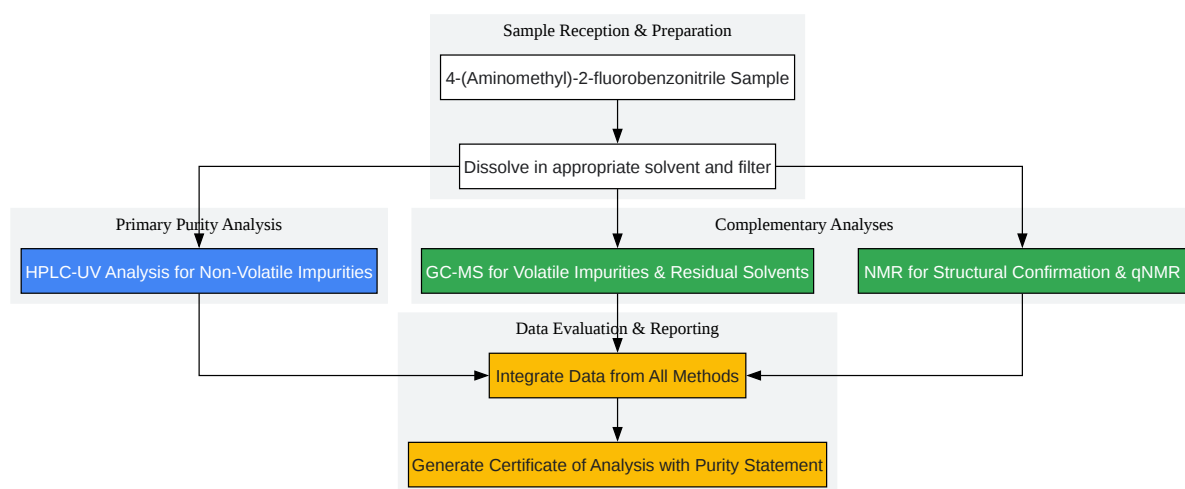 Sample Reception & Preparation
4-(Aminomethyl)-2-fluorobenzonitrile Sample
Dissolve in appropriate solvent and filter
Primary Purity Analysis
Complementary Analyses
HPLC-UV Analysis for Non-Volatile Impurities
GC-MS for Volatile Impurities & Residual Solvents
NMR for Structural Confirmation & qNMR
Data Evaluation & Reporting
Integrate Data from All Methods
Generate Certificate of Analysis with Purity Statement